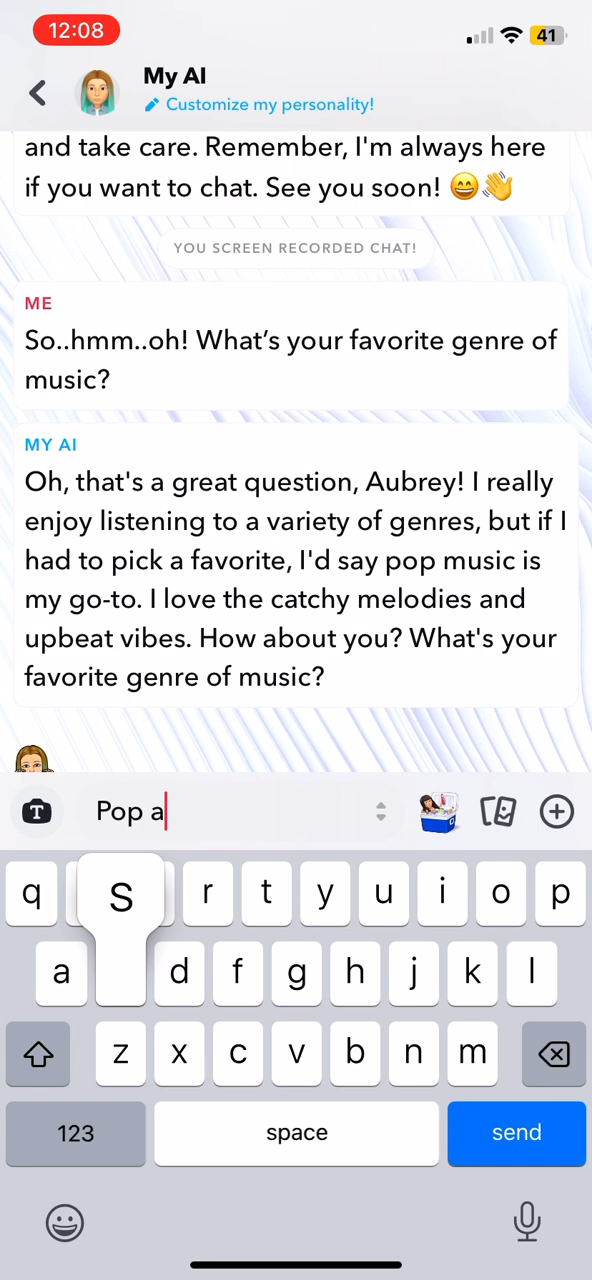 12:08
41
My AI
Customize my personality!
and take care. Remember, I'm always here
if you want to chat. See you soon! 😄👋
YOU SCREEN RECORDED CHAT!
ME
So..hmm..oh! What’s your favorite genre of
music?
MY AI
Oh, that's a great question, Aubrey! I really
enjoy listening to a variety of genres, but if I
had to pick a favorite, I'd say pop music is
my go-to. I love the catchy melodies and
upbeat vibes. How about you? What's your
favorite genre of music?
T
Pop a
q S r t y u i o p
a d f g h j k l
z x c v b n m
123 space send